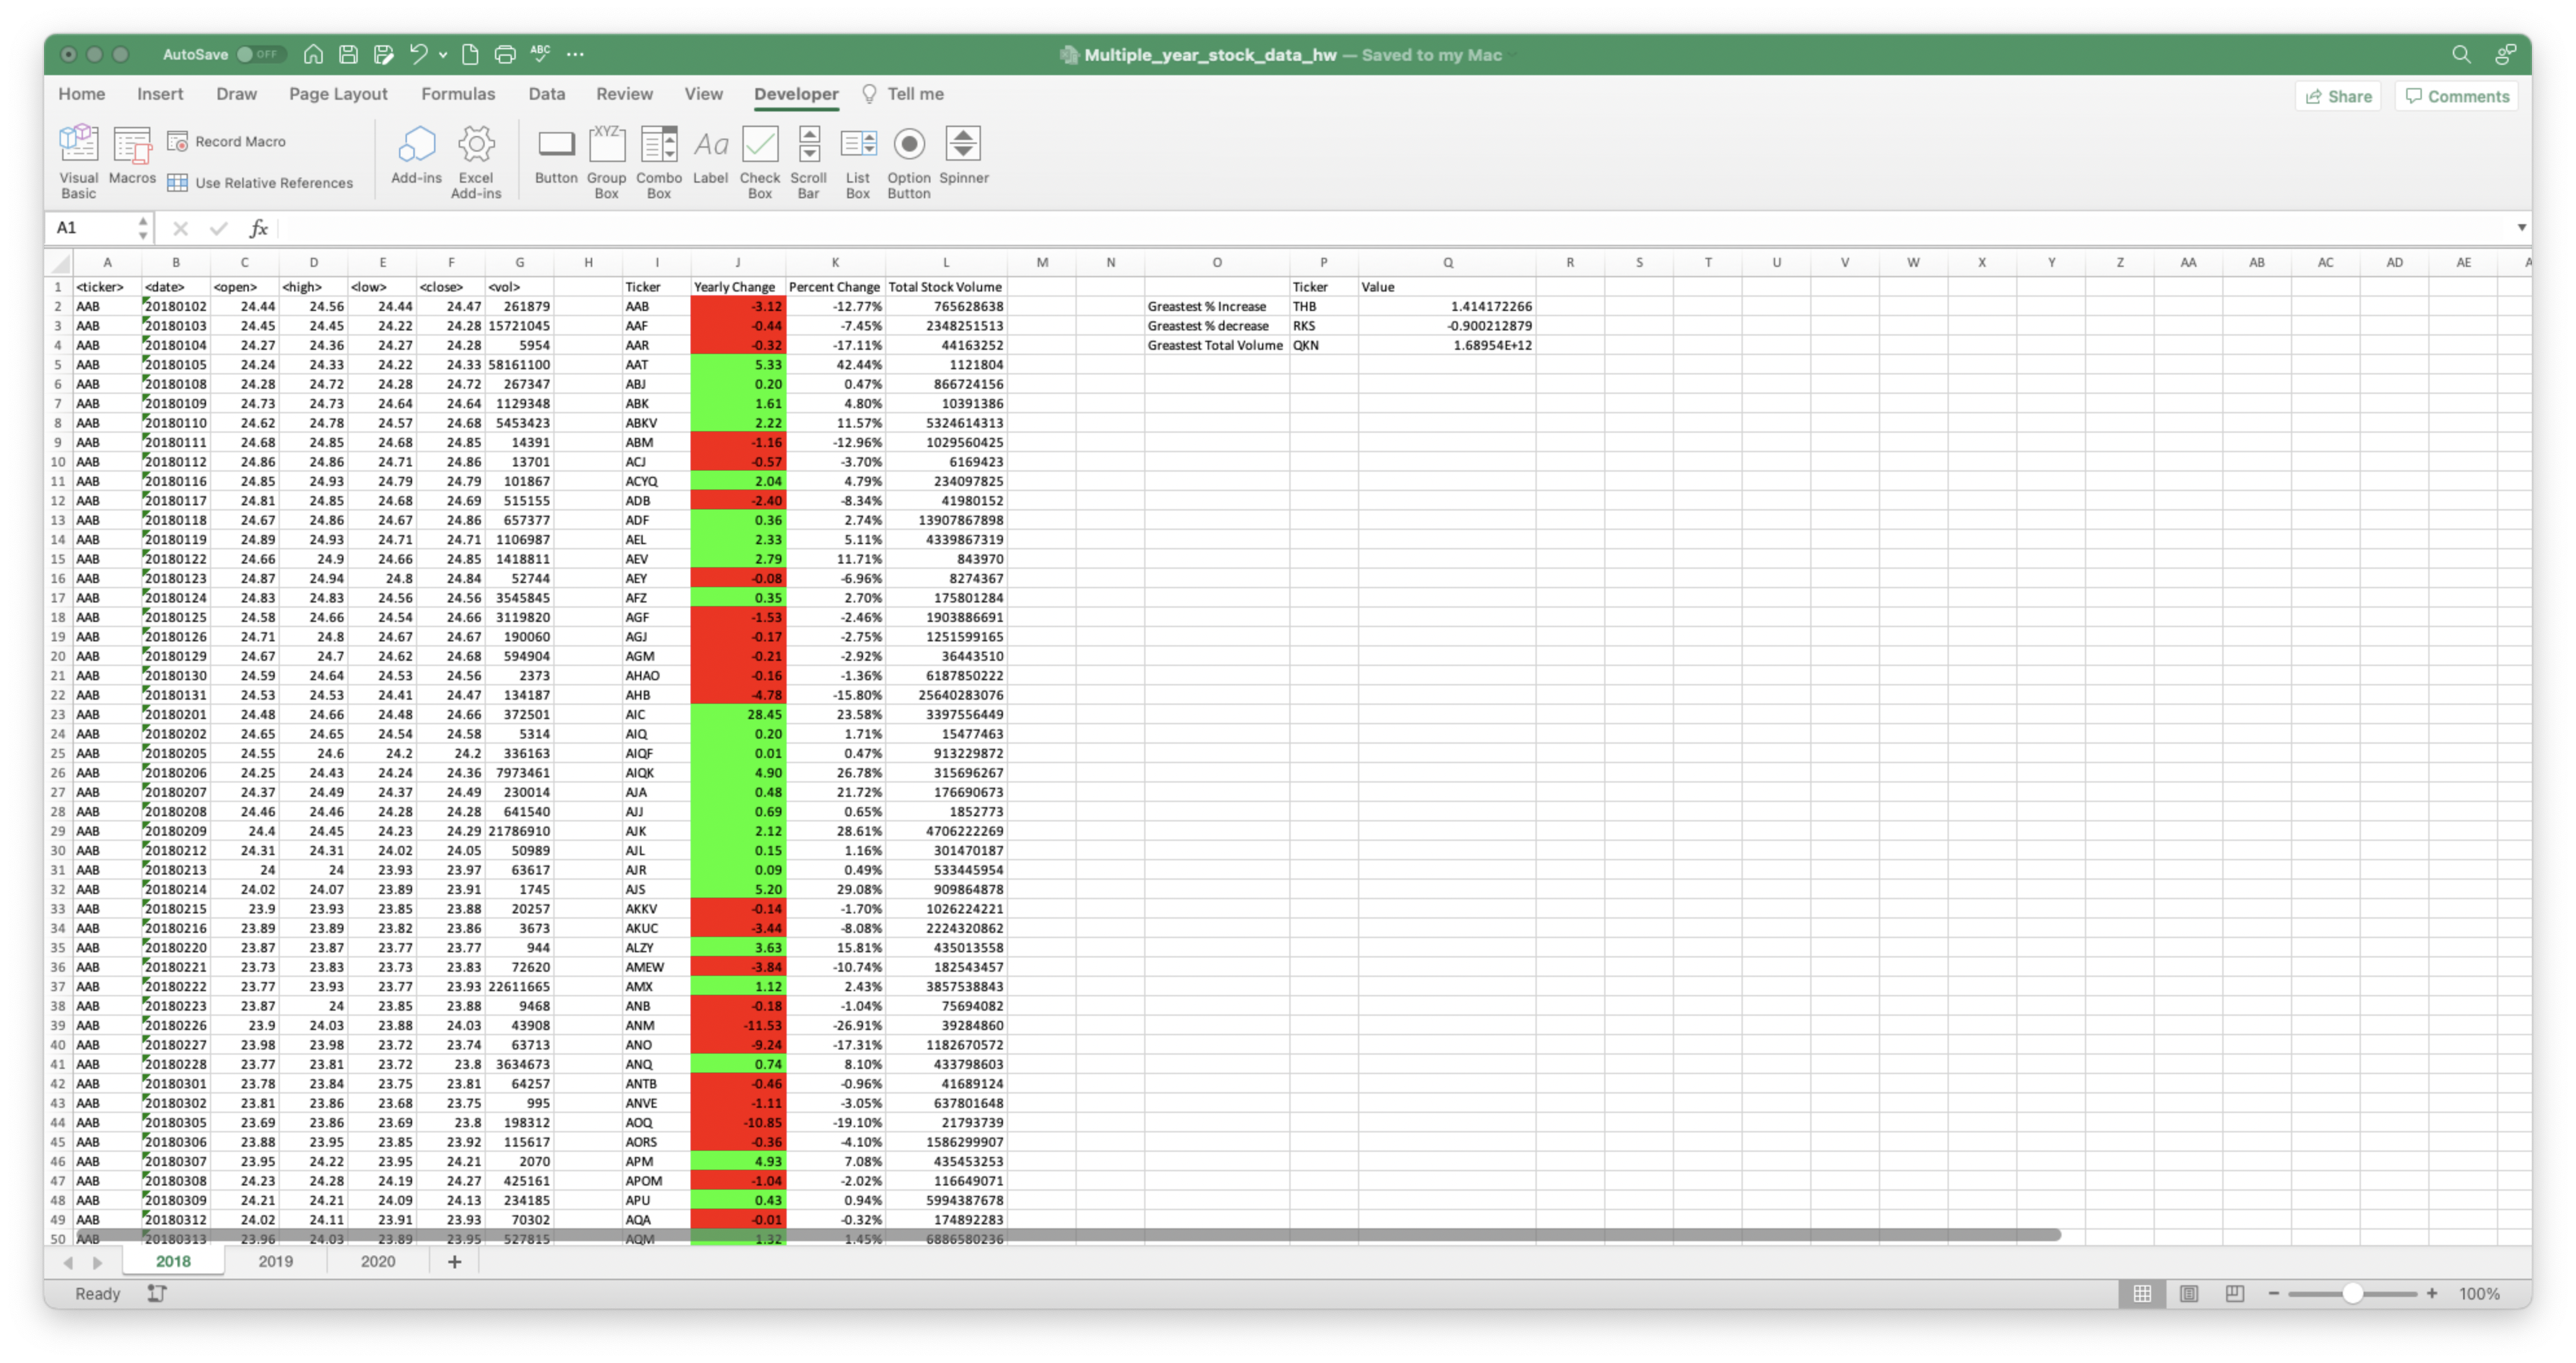 AutoSave OFF ABC ... Multiple_year_stock_data_hw — Saved to my Mac
Home Insert Draw Page Layout Formulas Data Review View Developer Tell me Share Comments
Visual Basic Macros Record Macro Use Relative References Add-ins Excel Add-ins Button XYZ Group Box Combo Box Aa Label Check Box Scroll Bar List Box Option Button Spinner
A1 fx
A B C D E F G H I J K L M N O P Q R S T U V W X Y Z AA AB AC AD AE
1 <ticker> <date> <open> <high> <low> <close> <vol> Ticker Yearly Change Percent Change Total Stock Volume Ticker Value
2 AAB 20180102 24.44 24.56 24.44 24.47 261879 AAB -3.12 -12.77% 765628638 Greastest % Increase THB 1.414172266
3 AAB 20180103 24.45 24.45 24.22 24.28 15721045 AAF -0.44 -7.45% 2348251513 Greastest % decrease RKS -0.900212879
4 AAB 20180104 24.27 24.36 24.27 24.28 5954 AAR -0.32 -17.11% 44163252 Greastest Total Volume QKN 1.68954E+12
5 AAB 20180105 24.24 24.33 24.22 24.33 58161100 AAT 5.33 42.44% 1121804
6 AAB 20180108 24.28 24.72 24.28 24.72 267347 ABJ 0.20 0.47% 866724156
7 AAB 20180109 24.73 24.73 24.64 24.64 1129348 ABK 1.61 4.80% 10391386
8 AAB 20180110 24.62 24.78 24.57 24.68 5453423 ABKV 2.22 11.57% 5324614313
9 AAB 20180111 24.68 24.85 24.68 24.85 14391 ABM -1.16 -12.96% 1029560425
10 AAB 20180112 24.86 24.86 24.71 24.86 13701 ACJ -0.57 -3.70% 6169423
11 AAB 20180116 24.85 24.93 24.79 24.79 101867 ACYQ 2.04 4.79% 234097825
12 AAB 20180117 24.81 24.85 24.68 24.69 515155 ADB -2.40 -8.34% 41980152
13 AAB 20180118 24.67 24.86 24.67 24.86 657377 ADF 0.36 2.74% 13907867898
14 AAB 20180119 24.89 24.93 24.71 24.71 1106987 AEL 2.33 5.11% 4339867319
15 AAB 20180122 24.66 24.9 24.66 24.85 1418811 AEV 2.79 11.71% 843970
16 AAB 20180123 24.87 24.94 24.8 24.84 52744 AEY -0.08 -6.96% 8274367
17 AAB 20180124 24.83 24.83 24.56 24.56 3545845 AFZ 0.35 2.70% 175801284
18 AAB 20180125 24.58 24.66 24.54 24.66 3119820 AGF -1.53 -2.46% 1903886691
19 AAB 20180126 24.71 24.8 24.67 24.67 190060 AGJ -0.17 -2.75% 1251599165
20 AAB 20180129 24.67 24.7 24.62 24.68 594904 AGM -0.21 -2.92% 36443510
21 AAB 20180130 24.59 24.64 24.53 24.56 2373 AHAO -0.16 -1.36% 6187850222
22 AAB 20180131 24.53 24.53 24.41 24.47 134187 AHB -4.78 -15.80% 25640283076
23 AAB 20180201 24.48 24.66 24.48 24.66 372501 AIC 28.45 23.58% 3397556449
24 AAB 20180202 24.65 24.65 24.54 24.58 5314 AIQ 0.20 1.71% 15477463
25 AAB 20180205 24.55 24.6 24.2 24.2 336163 AIQF 0.01 0.47% 913229872
26 AAB 20180206 24.25 24.43 24.24 24.36 7973461 AIQK 4.90 26.78% 315696267
27 AAB 20180207 24.37 24.49 24.37 24.49 230014 AJA 0.48 21.72% 176690673
28 AAB 20180208 24.46 24.46 24.28 24.28 641540 AJJ 0.69 0.65% 1852773
29 AAB 20180209 24.4 24.45 24.23 24.29 21786910 AJK 2.12 28.61% 4706222269
30 AAB 20180212 24.31 24.31 24.02 24.05 50989 AJL 0.15 1.16% 301470187
31 AAB 20180213 24 24 23.93 23.97 63617 AJR 0.09 0.49% 533445954
32 AAB 20180214 24.02 24.07 23.89 23.91 1745 AJS 5.20 29.08% 909864878
33 AAB 20180215 23.9 23.93 23.85 23.88 20257 AKKV -0.14 -1.70% 1026224221
34 AAB 20180216 23.89 23.89 23.82 23.86 3673 AKUC -3.44 -8.08% 2224320862
35 AAB 20180220 23.87 23.87 23.77 23.77 944 ALZY 3.63 15.81% 435013558
36 AAB 20180221 23.73 23.83 23.73 23.83 72620 AMEW -3.84 -10.74% 182543457
37 AAB 20180222 23.77 23.93 23.77 23.93 22611665 AMX 1.12 2.43% 3857538843
38 AAB 20180223 23.87 24 23.85 23.88 9468 ANB -0.18 -1.04% 75694082
39 AAB 20180226 23.9 24.03 23.88 24.03 43908 ANM -11.53 -26.91% 39284860
40 AAB 20180227 23.98 23.98 23.72 23.74 63713 ANO -9.24 -17.31% 1182670572
41 AAB 20180228 23.77 23.81 23.72 23.8 3634673 ANQ 0.74 8.10% 433798603
42 AAB 20180301 23.78 23.84 23.75 23.81 64257 ANTB -0.46 -0.96% 41689124
43 AAB 20180302 23.81 23.86 23.68 23.75 995 ANVE -1.11 -3.05% 637801648
44 AAB 20180305 23.69 23.86 23.69 23.8 198312 AOQ -10.85 -19.10% 21793739
45 AAB 20180306 23.88 23.95 23.85 23.92 115617 AORS -0.36 -4.10% 1586299907
46 AAB 20180307 23.95 24.22 23.95 24.21 2070 APM 4.93 7.08% 435453253
47 AAB 20180308 24.23 24.28 24.19 24.27 425161 APOM -1.04 -2.02% 116649071
48 AAB 20180309 24.21 24.21 24.09 24.13 234185 APU 0.43 0.94% 5994387678
49 AAB 20180312 24.02 24.11 23.91 23.93 70302 AQA -0.01 -0.32% 174892283
50 AAB 20180313 23.96 24.03 23.89 23.95 527815 AQM 1.32 1.45% 6886580236
2018 2019 2020 +
Ready 100%